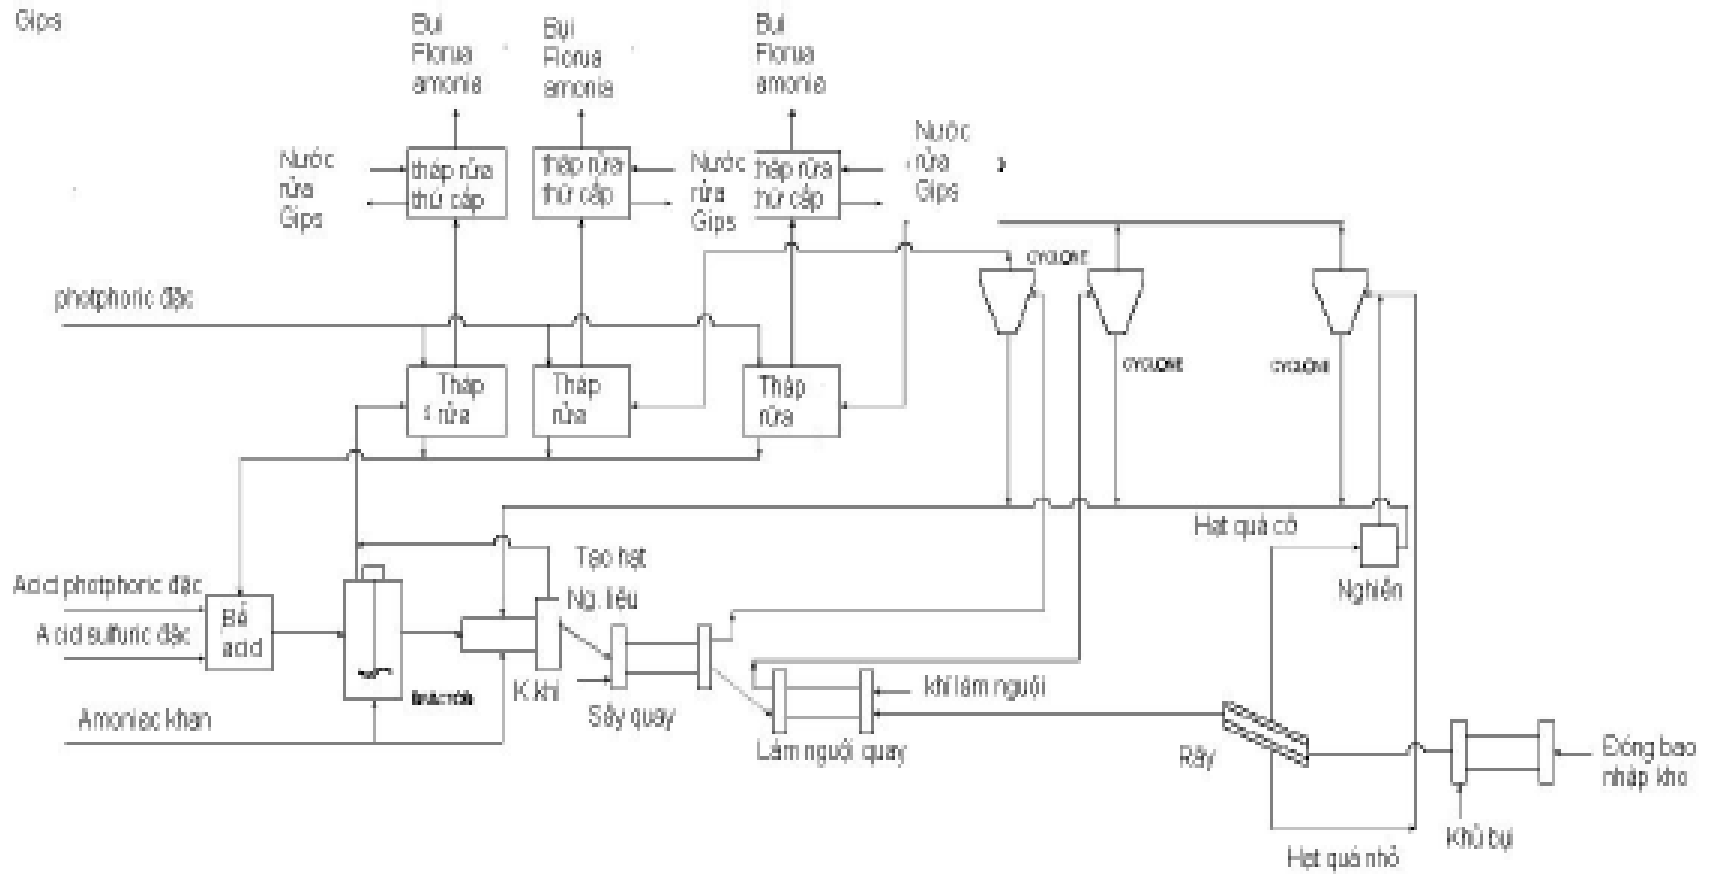 Gips
Bụi
Florua
amonia
Bụi
Florua
amonia
Bụi
Florua
amonia
Nước
rửa
Gips
tháp rửa
thứ cấp
tháp rửa
thứ cấp
Nước
rửa
Gips
tháp rửa
thứ cấp
Nước
rửa
Gips
CYCLONE
photphoric đặc
CYCLONE
CYCLONE
Tháp
rửa
Tháp
rửa
Tháp
rửa
Hạt quá cỡ
Tạo hạt
Acid photphoric đặc
Ng. liệu
Nghiền
Bể
acid
Acid sulfuric đặc
K.khí
khí làm nguội
REACTOR
Amoniac khan
Sấy quay
Làm nguội quay
Rây
Đóng bao
nhập kho
Khử bụi
Hạt quá nhỏ